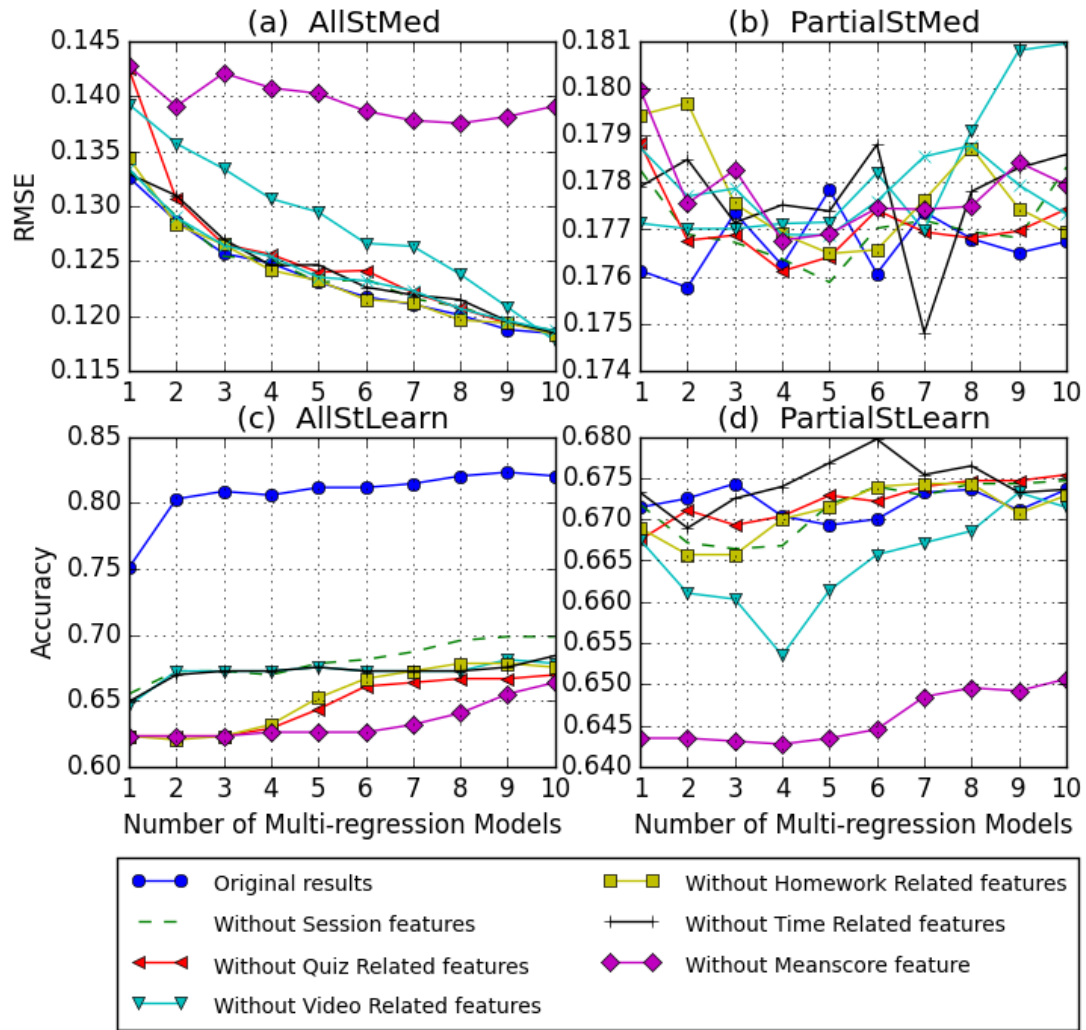 (a) AllStMed
(b) PartialStMed
RMSE
0.145
0.140
0.135
0.130
0.125
0.120
0.115
1 2 3 4 5 6 7 8 9 10
0.181
0.180
0.179
0.178
0.177
0.176
0.175
0.174
1 2 3 4 5 6 7 8 9 10
(c) AllStLearn
(d) PartialStLearn
Accuracy
0.85
0.80
0.75
0.70
0.65
0.60
1 2 3 4 5 6 7 8 9 10
Number of Multi-regression Models
0.680
0.675
0.670
0.665
0.660
0.655
0.650
0.645
0.640
1 2 3 4 5 6 7 8 9 10
Number of Multi-regression Models
Original results
Without Session features
Without Quiz Related features
Without Video Related features
Without Homework Related features
Without Time Related features
Without Meanscore feature